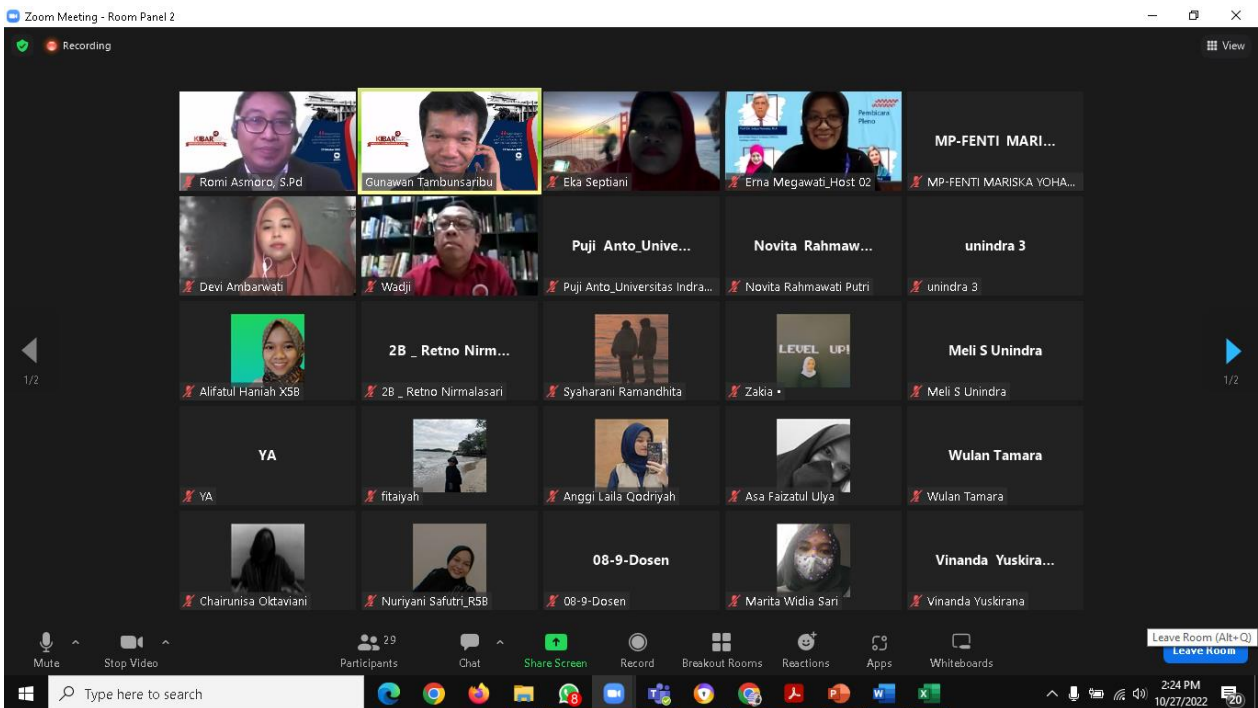 Zoom Meeting - Room Panel 2
Recording
View
KIBAR
Romi Asmoro, S.Pd
KIBAR
Gunawan Tambunsaribu
Eka Septiani
Pembicara
Pleno
Erna Megawati_Host 02
MP-FENTI MARI...
MP-FENTI MARISKA YOHA...
Devi Ambarwati
Wadji
Puji Anto_Unive...
Puji Anto_Universitas Indra...
Novita Rahmaw...
Novita Rahmawati Putri
unindra 3
unindra 3
Alifatul Haniah X5B
2B _ Retno Nirm...
2B _ Retno Nirmalasari
Syaharani Ramandhita
LEVEL UP!
Zakia •
Meli S Unindra
Meli S Unindra
YA
YA
fitaiyah
Anggi Laila Qodriyah
Asa Faizatul Ulya
Wulan Tamara
Wulan Tamara
Chairunisa Oktaviani
Nuriyani Safutri_R5B
08-9-Dosen
08-9-Dosen
Marita Widia Sari
Vinanda Yuskira...
Vinanda Yuskirana
1/2
1/2
Mute
Stop Video
29
Participants
Chat
Share Screen
Record
Breakout Rooms
Reactions
Apps
Whiteboards
Leave Room (Alt+Q)
Leave Room
Type here to search
8
2:24 PM
10/27/2022
20